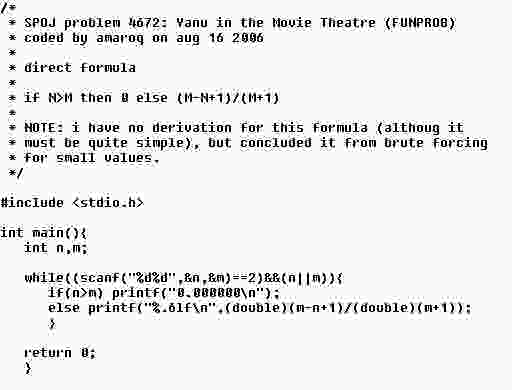 /*
 * SPOJ problem 4672: Yanu in the Movie Theatre (FUNPROB)
 * coded by amaroq on aug 16 2006
 *
 * direct formula
 *
 * if N>M then 0 else (M-N+1)/(M+1)
 *
 * NOTE: i have no derivation for this formula (althoug it
 * must be quite simple), but concluded it from brute forcing
 * for small values.
 */

#include <stdio.h>

int main(){
   int n,m;

   while((scanf("%d%d",&n,&m)==2)&&(n||m)){
      if(n>m) printf("0.000000\n");
      else printf("%.6lf\n",(double)(m-n+1)/(double)(m+1));
      }

   return 0;
   }